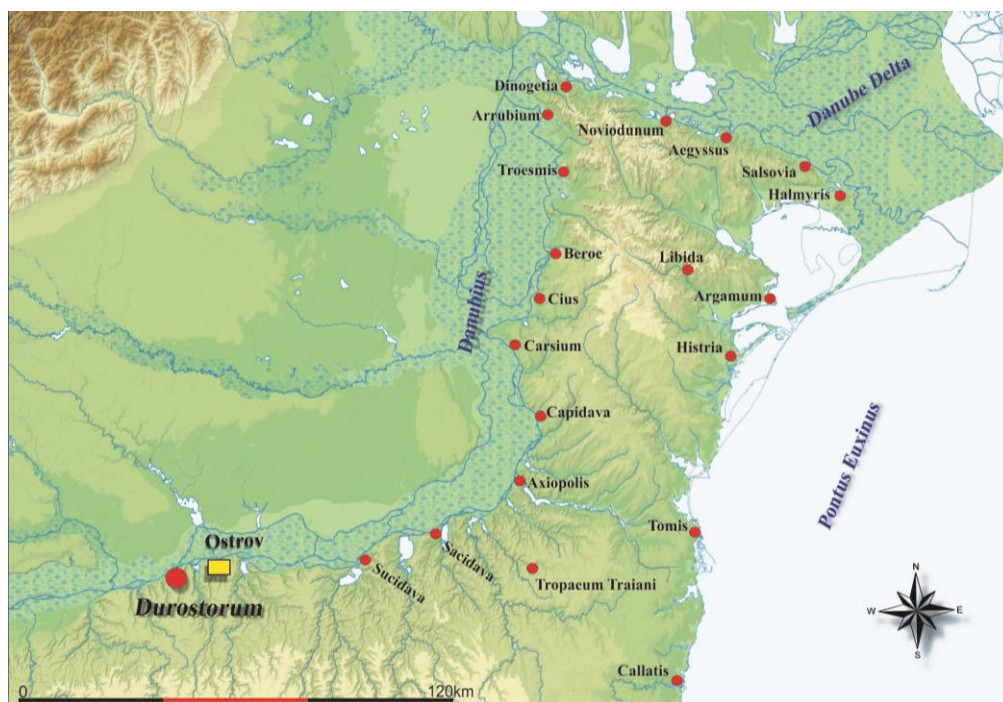 Dinogetia
Arrubium
Noviodunum
Aegyssus
Danube Delta
Troesmis
Salsovia
Halmyris
Beroe
Libida
Danubius
Cius
Argamum
Carsium
Histria
Capidava
Pontus Euxinus
Axiopolis
Tomis
Ostrov
Sacidava
Sucidava
Tropaeum Traiani
Durostorum
N
W
E
S
Callatis
0
120km